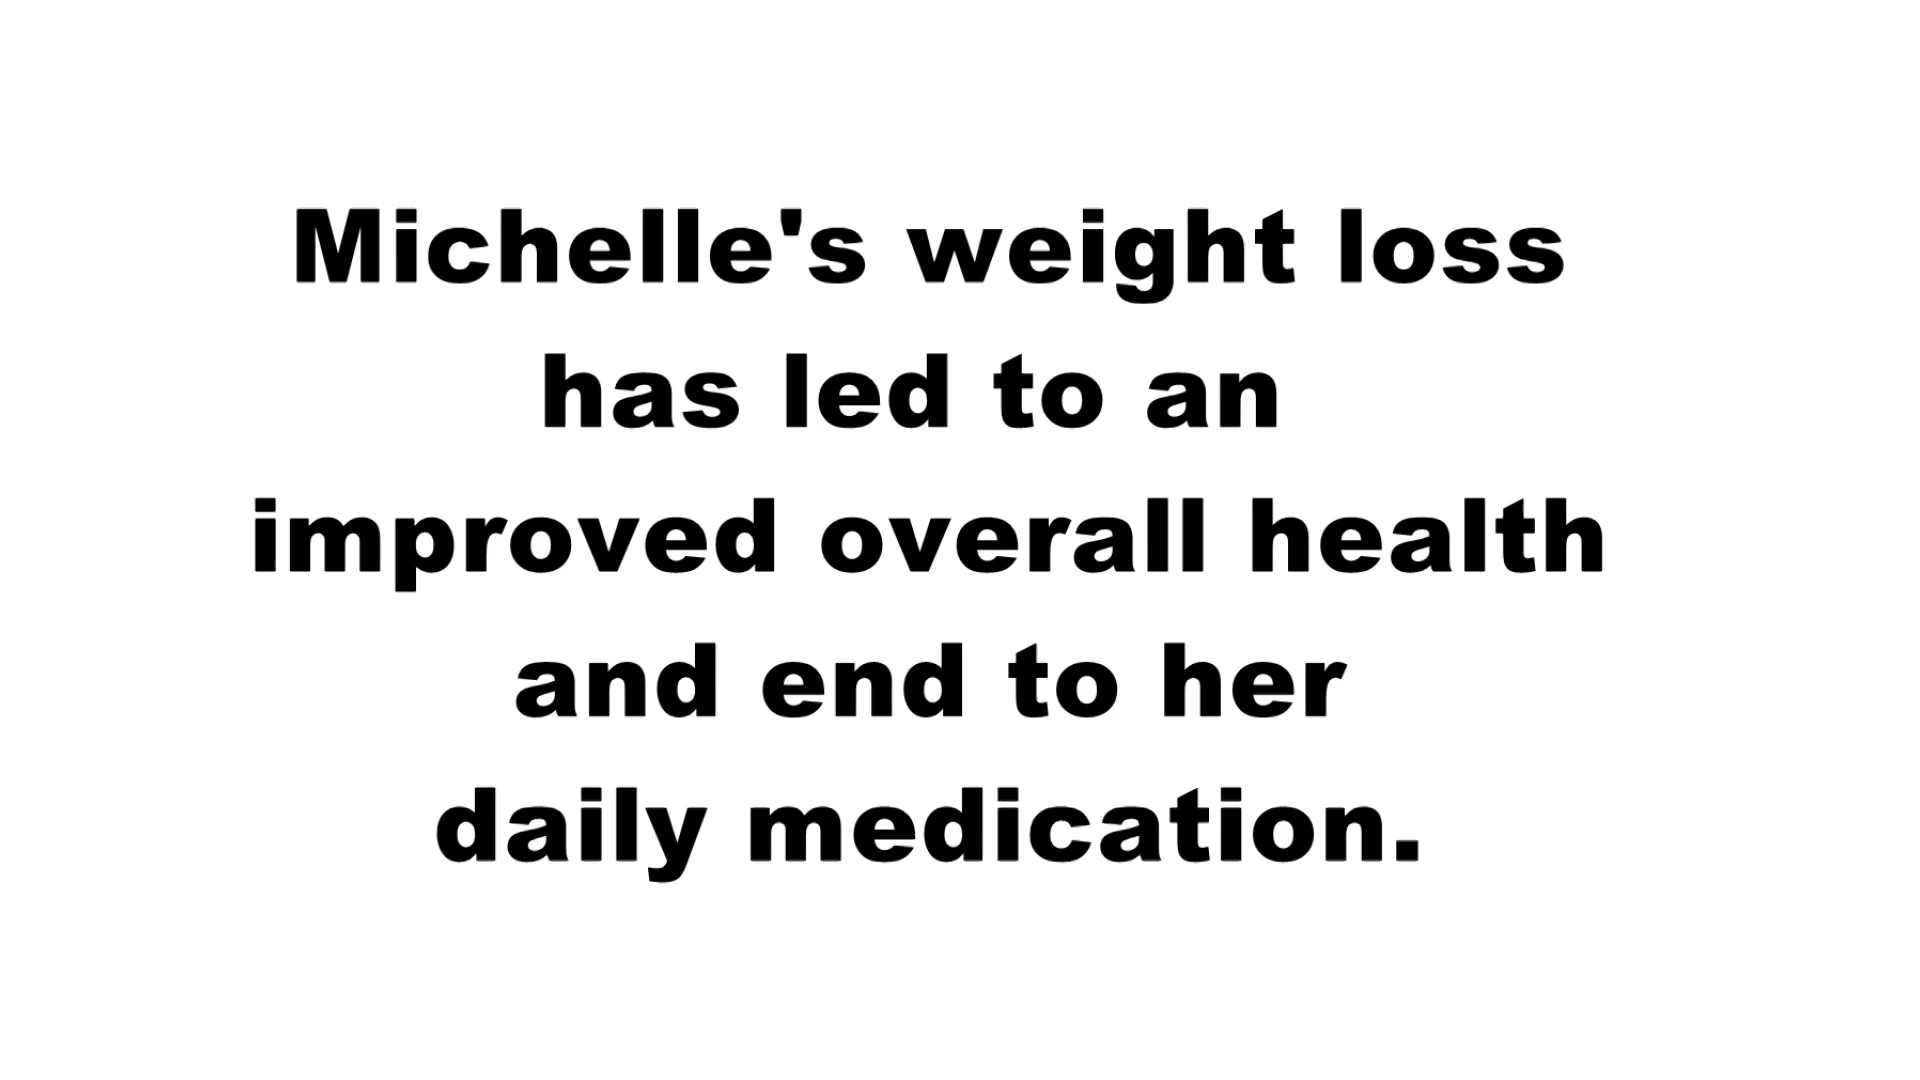 Michelle's weight loss
has led to an
improved overall health
and end to her
daily medication.